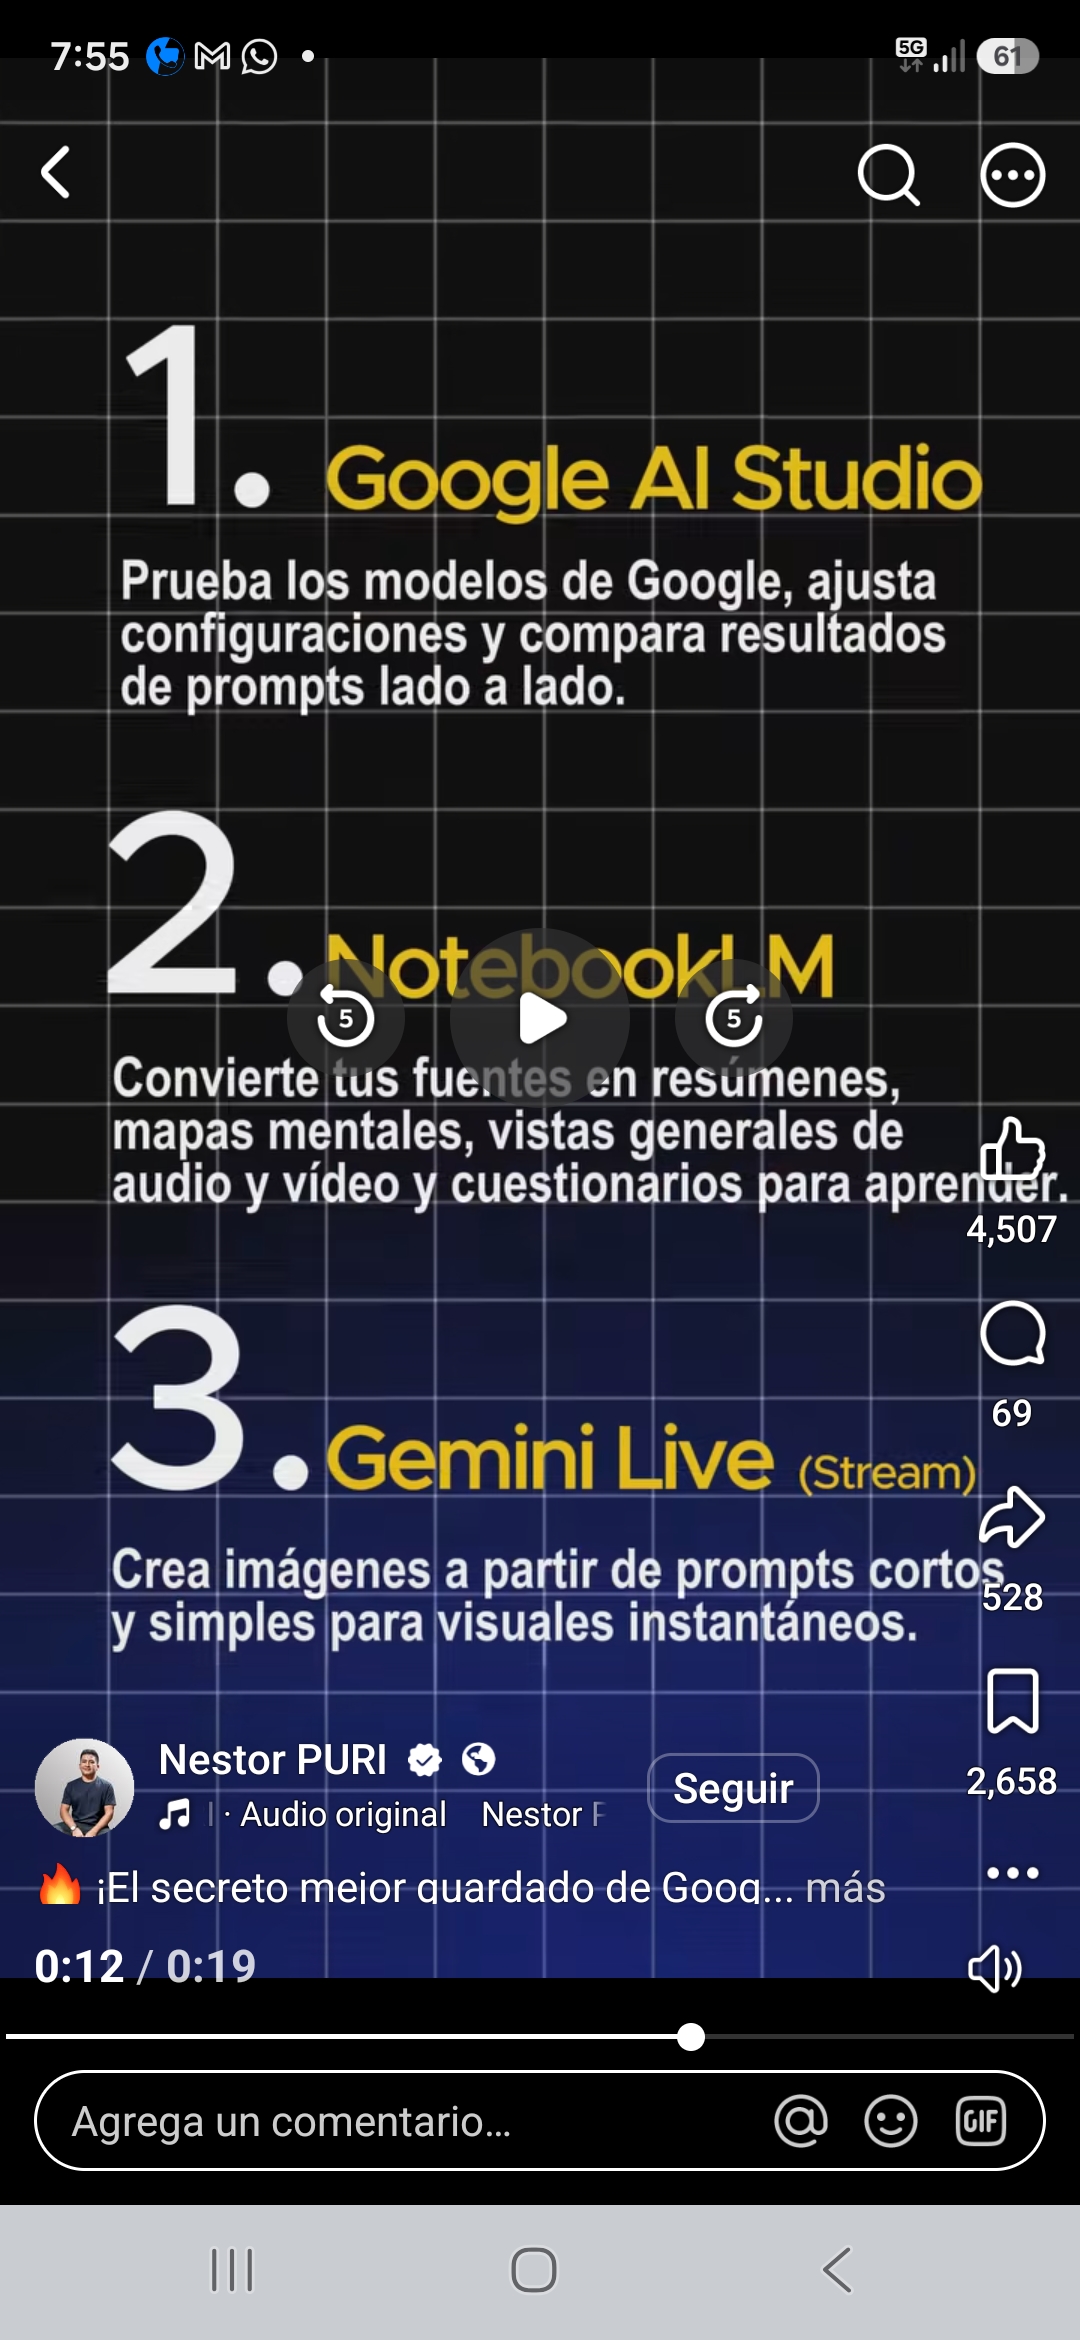 7:55
5G
61
1. Google AI Studio
Prueba los modelos de Google, ajusta
configuraciones y compara resultados
de prompts lado a lado.
2. NotebookLM
5
5
Convierte tus fuentes en resúmenes,
mapas mentales, vistas generales de
audio y vídeo y cuestionarios para aprender.
4,507
69
3. Gemini Live (Stream)
Crea imágenes a partir de prompts cortos
y simples para visuales instantáneos.
528
Nestor PURI
Seguir
2,658
· Audio original Nestor
¡El secreto mejor guardado de Goog... más
0:12 / 0:19
Agrega un comentario...
GIF